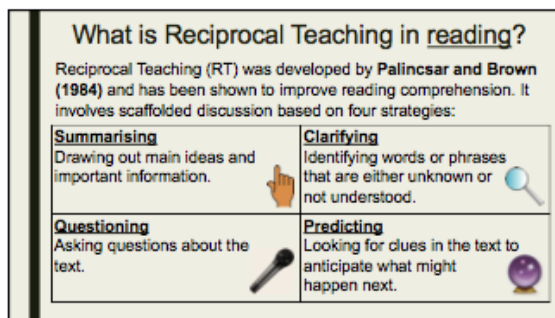 What is Reciprocal Teaching in reading?
Reciprocal Teaching (RT) was developed by Palincsar and Brown
(1984) and has been shown to improve reading comprehension. It
involves scaffolded discussion based on four strategies:
Summarising
Drawing out main ideas and
important information.
Clarifying
Identifying words or phrases
that are either unknown or
not understood.
Questioning
Asking questions about the
text.
Predicting
Looking for clues in the text to
anticipate what might
happen next.